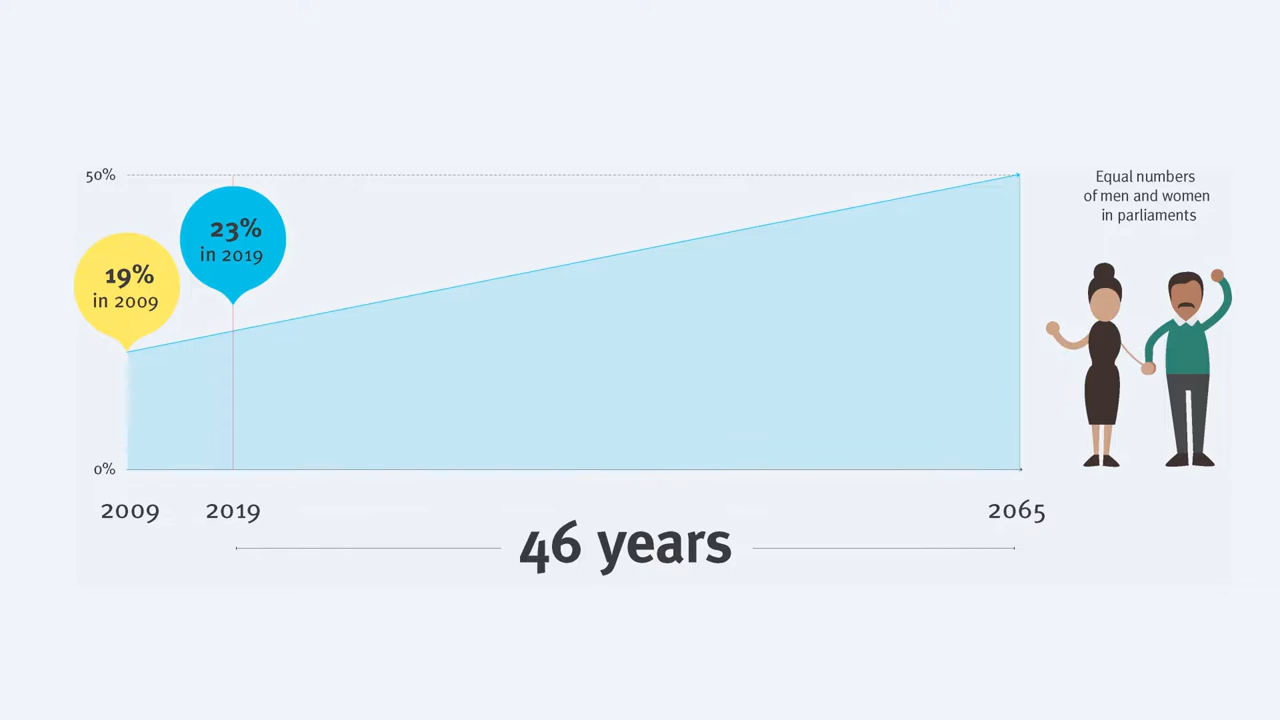 50%
23%
in 2019
19%
in 2009
0%
2009
2019
2065
46 years
Equal numbers
of men and women
in parliaments